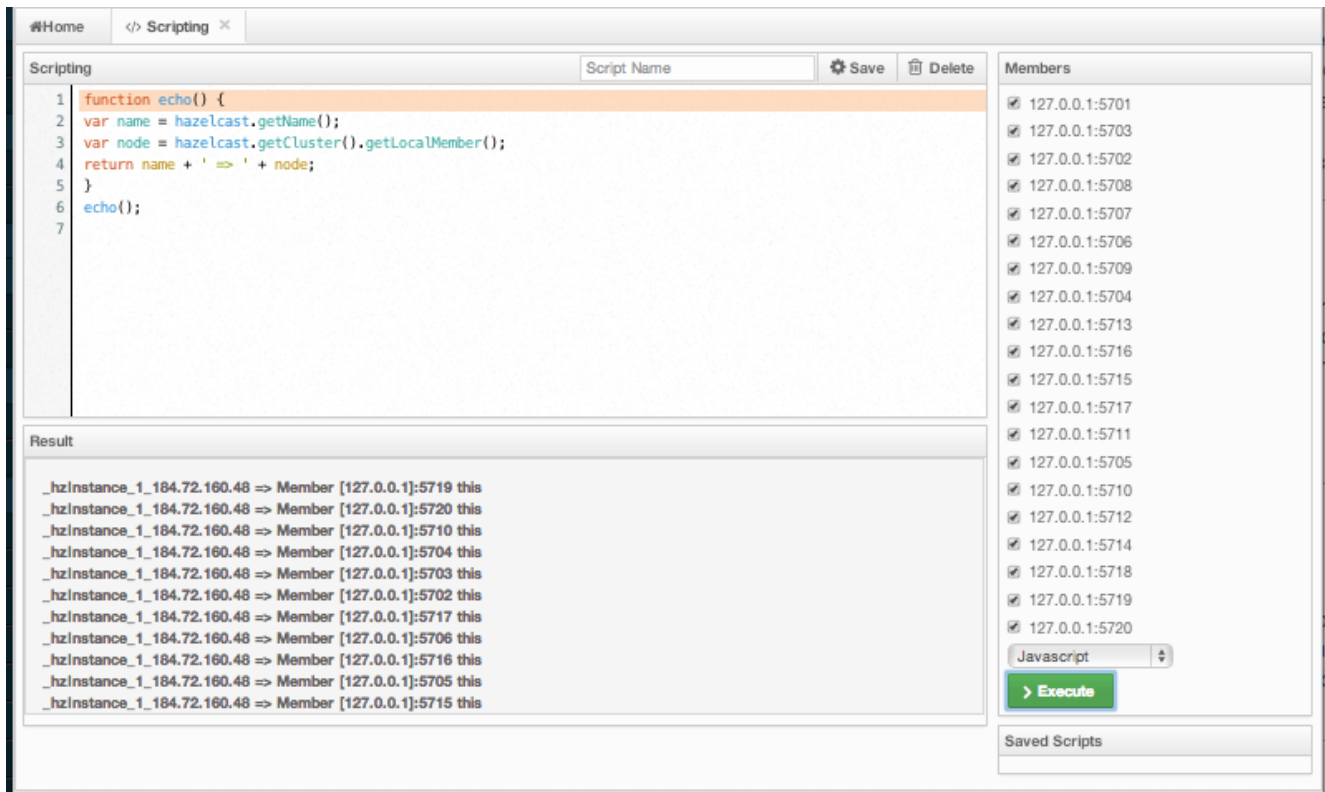 Home
</> Scripting ×
Scripting
Script Name
Save
Delete
1 function echo() {
2 var name = hazelcast.getName();
3 var node = hazelcast.getCluster().getLocalMember();
4 return name + ' => ' + node;
5 }
6 echo();
7
Result
_hzInstance_1_184.72.160.48 => Member [127.0.0.1]:5719 this
_hzInstance_1_184.72.160.48 => Member [127.0.0.1]:5720 this
_hzInstance_1_184.72.160.48 => Member [127.0.0.1]:5710 this
_hzInstance_1_184.72.160.48 => Member [127.0.0.1]:5704 this
_hzInstance_1_184.72.160.48 => Member [127.0.0.1]:5703 this
_hzInstance_1_184.72.160.48 => Member [127.0.0.1]:5702 this
_hzInstance_1_184.72.160.48 => Member [127.0.0.1]:5717 this
_hzInstance_1_184.72.160.48 => Member [127.0.0.1]:5706 this
_hzInstance_1_184.72.160.48 => Member [127.0.0.1]:5716 this
_hzInstance_1_184.72.160.48 => Member [127.0.0.1]:5705 this
_hzInstance_1_184.72.160.48 => Member [127.0.0.1]:5715 this
Members
127.0.0.1:5701
127.0.0.1:5703
127.0.0.1:5702
127.0.0.1:5708
127.0.0.1:5707
127.0.0.1:5706
127.0.0.1:5709
127.0.0.1:5704
127.0.0.1:5713
127.0.0.1:5716
127.0.0.1:5715
127.0.0.1:5717
127.0.0.1:5711
127.0.0.1:5705
127.0.0.1:5710
127.0.0.1:5712
127.0.0.1:5714
127.0.0.1:5718
127.0.0.1:5719
127.0.0.1:5720
Javascript
> Execute
Saved Scripts